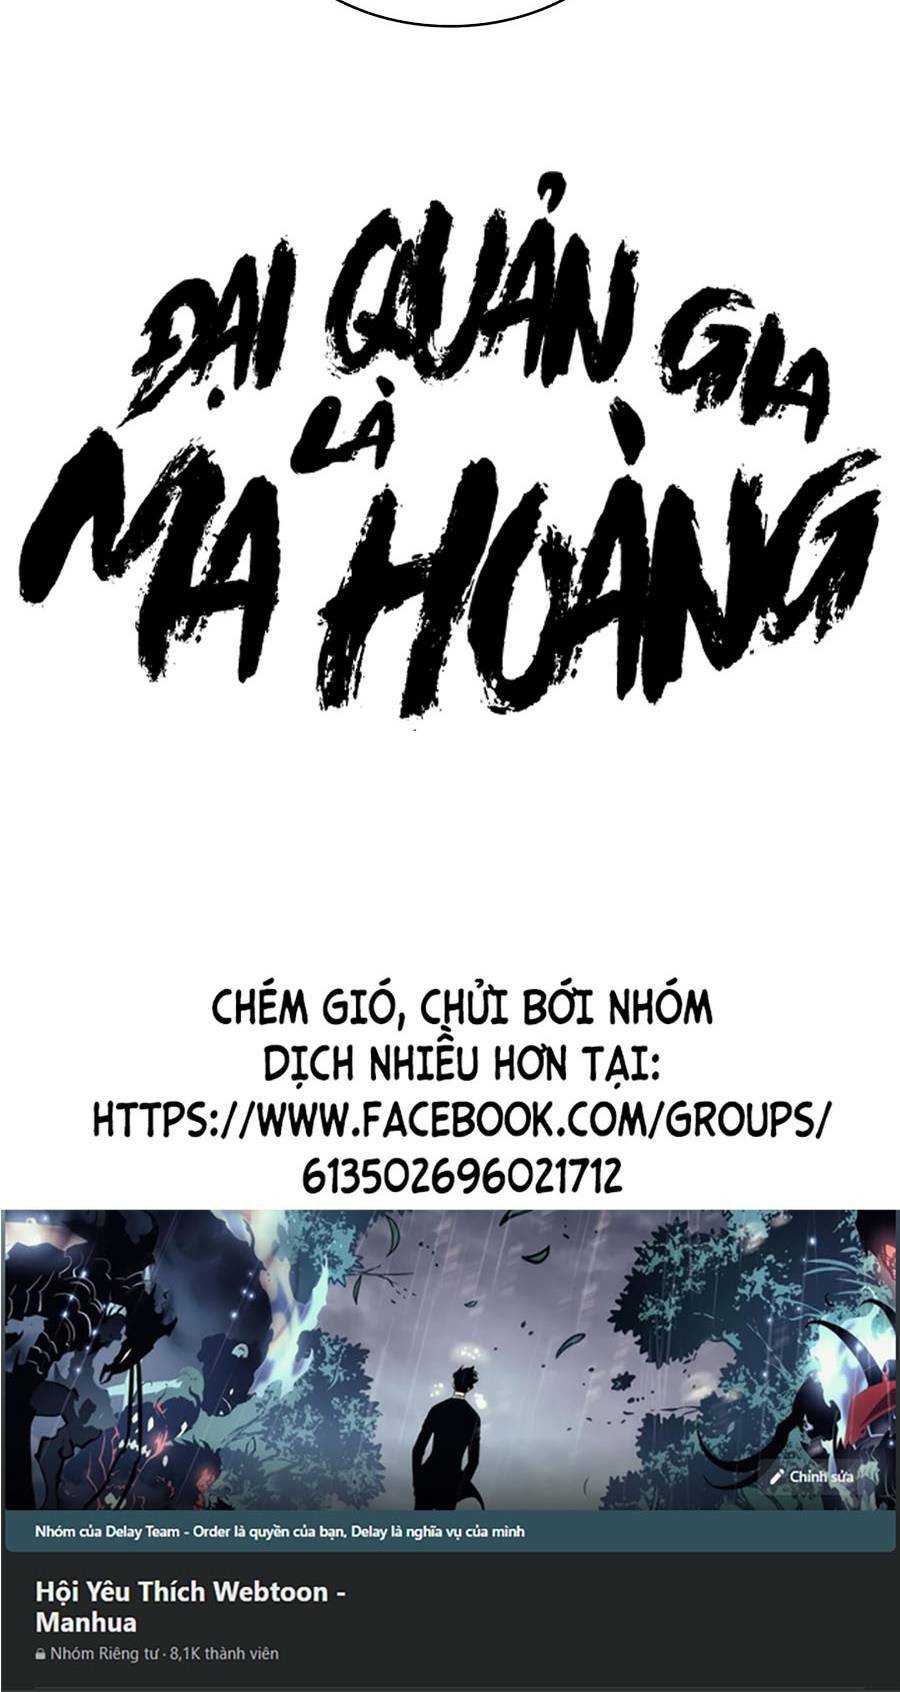 ĐẠI QUẢN GIA
LÀ
MA HOÀNG
CHÉM GIÓ, CHỬI BỚI NHÓM
DỊCH NHIỀU HƠN TẠI:
HTTPS://WWW.FACEBOOK.COM/GROUPS/
613502696021712
Chỉnh sửa
Nhóm của Delay Team - Order là quyền của bạn, Delay là nghĩa vụ của mình
Hội Yêu Thích Webtoon -
Manhua
Nhóm Riêng tư · 8,1K thành viên